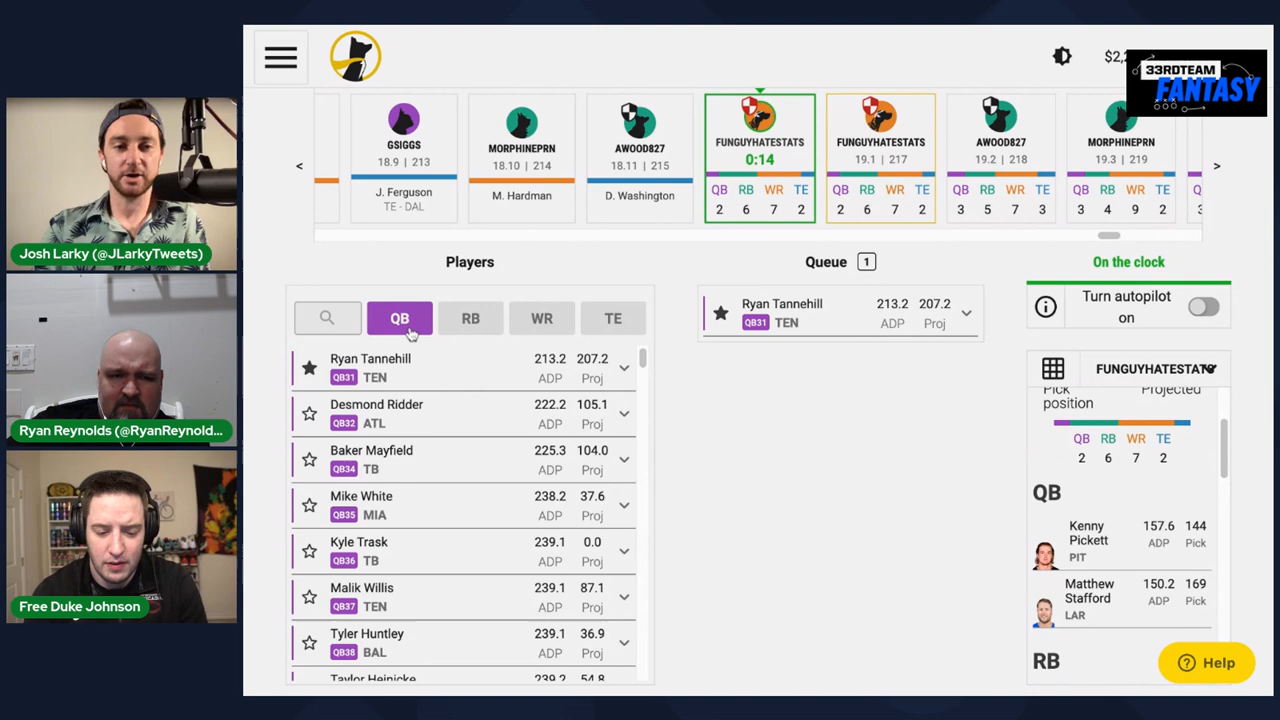 $2,2
33RDTEAM
FANTASY
<
GSIGGS
18.9 | 213
J. Ferguson
TE - DAL
MORPHINEPRN
18.10 | 214
M. Hardman
AWOOD827
18.11 | 215
D. Washington
FUNGUYHATESTATS
0:14
QB RB WR TE
2 6 7 2
FUNGUYHATESTATS
19.1 | 217
QB RB WR TE
2 6 7 2
AWOOD827
19.2 | 218
QB RB WR TE
3 5 7 3
MORPHINEPRN
19.3 | 219
QB RB WR TE
3 4 9 2
>
Josh Larky (@JLarkyTweets)
Ryan Reynolds (@RyanReynold...
Free Duke Johnson
Players
QB RB WR TE
Ryan Tannehill 213.2 207.2
QB31 TEN ADP Proj
Desmond Ridder 222.2 105.1
QB32 ATL ADP Proj
Baker Mayfield 225.3 104.0
QB34 TB ADP Proj
Mike White 238.2 37.6
QB35 MIA ADP Proj
Kyle Trask 239.1 0.0
QB36 TB ADP Proj
Malik Willis 239.1 87.1
QB37 TEN ADP Proj
Tyler Huntley 239.1 36.9
QB38 BAL ADP Proj
Taylor Heinicke 239.2 54.8
Queue 1
Ryan Tannehill 213.2 207.2
QB31 TEN ADP Proj
On the clock
Turn autopilot
on
FUNGUYHATESTATS
Pick Projected
position
QB RB WR TE
2 6 7 2
QB
Kenny
Pickett 157.6 144
PIT ADP Pick
Matthew
Stafford 150.2 169
LAR ADP Pick
RB
Help